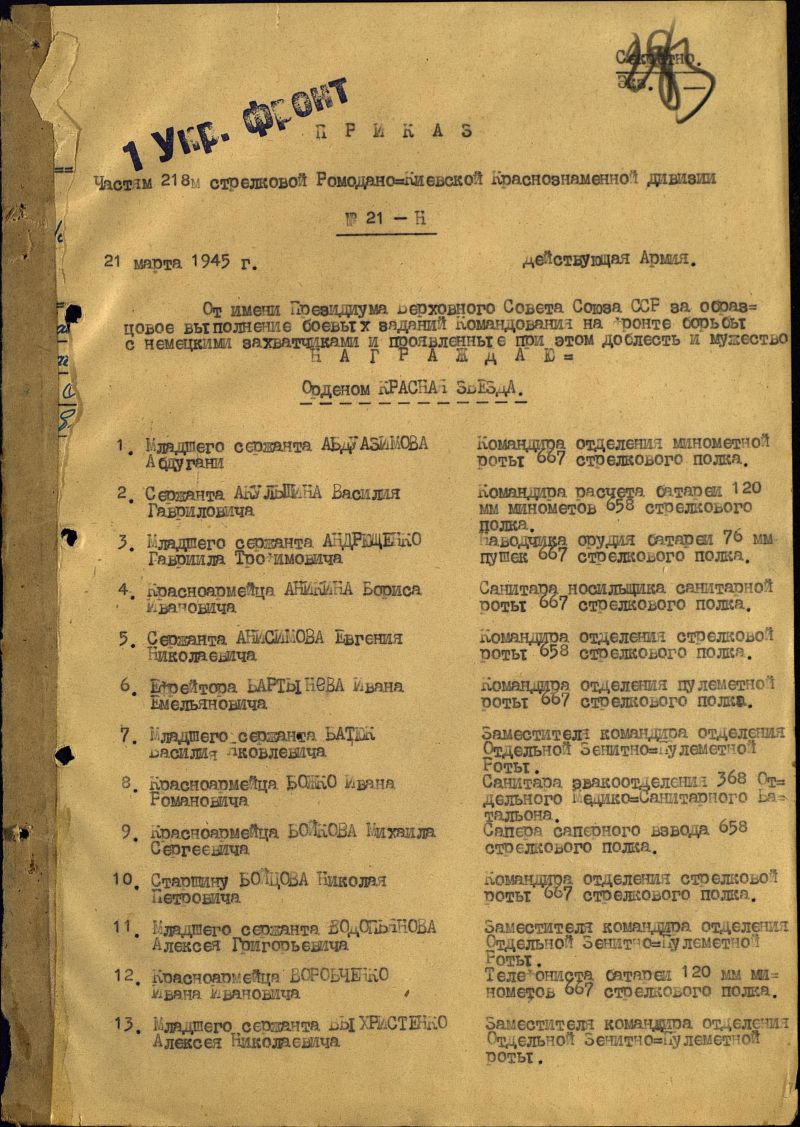 Секретно.
Экз. —
1 Укр. фронт
П Р И К А З
Частям 218й стрелковой Ромодано=Киевской Краснознаменной дивизии
№ 21 — Н
21 марта 1945 г. Действующая Армия.
От имени Президиума Верховного Совета Союза ССР за образ=
цовое выполнение боевых заданий Командования на фронте борьбы
с немецкими захватчиками и проявленные при этом доблесть и мужество
Н А Г Р А Ж Д А Ю =
Орденом КРАСНАЯ ЗВЕЗДА.
1. Младшего сержанта АБДУАЗИМОВА Командира отделения минометной
Абдугани роты 667 стрелкового полка.
2. Сержанта АКУЛЬШИНА Василия Командира расчета батареи 120
Гавриловича мм минометов 658 стрелкового
полка.
3. Младшего сержанта АНДРЮЩЕНКО Наводчика орудия батареи 76 мм
Гавриила Трофимовича пушек 667 стрелкового полка.
4. Красноармейца АНИКИНА Бориса Санитара носильщика санитарной
Ивановича роты 667 стрелкового полка.
5. Сержанта АНИСИМОВА Евгения Командира отделения стрелковой
Николаевича роты 658 стрелкового полка.
6. Ефрейтора БАРТЫНЕВА Ивана Командира отделения пулеметной
Емельяновича роты 667 стрелкового полка.
7. Младшего сержанта БАТЮК Заместителя командира отделения
Василия Яковлевича Отдельной Зенитно=Пулеметной
Роты.
8. Красноармейца БОЖКО Ивана Санитара эвакоотделения 368 От=
Романовича дельного Медико=Санитарного Ба=
тальона.
9. Красноармейца БОЙКОВА Михаила Сапера саперного взвода 658
Сергеевича стрелкового полка.
10. Старшину БОЙЦОВА Николая Командира отделения стрелковой
Петровича роты 667 стрелкового полка.
11. Младшего сержанта ВОДОПЬЯНОВА Заместителя командира отделения
Алексея Григорьевича Отдельной Зенитно=Пулеметной
Роты.
12. Красноармейца ВОРОБЧЕНКО Телефониста батареи 120 мм ми=
Ивана Ивановича нометов 667 стрелкового полка.
13. Младшего сержанта ВЫХРИСТЕНКО Заместителя командира отделения
Алексея Николаевича Отдельной Зенитно=Пулеметной
роты.